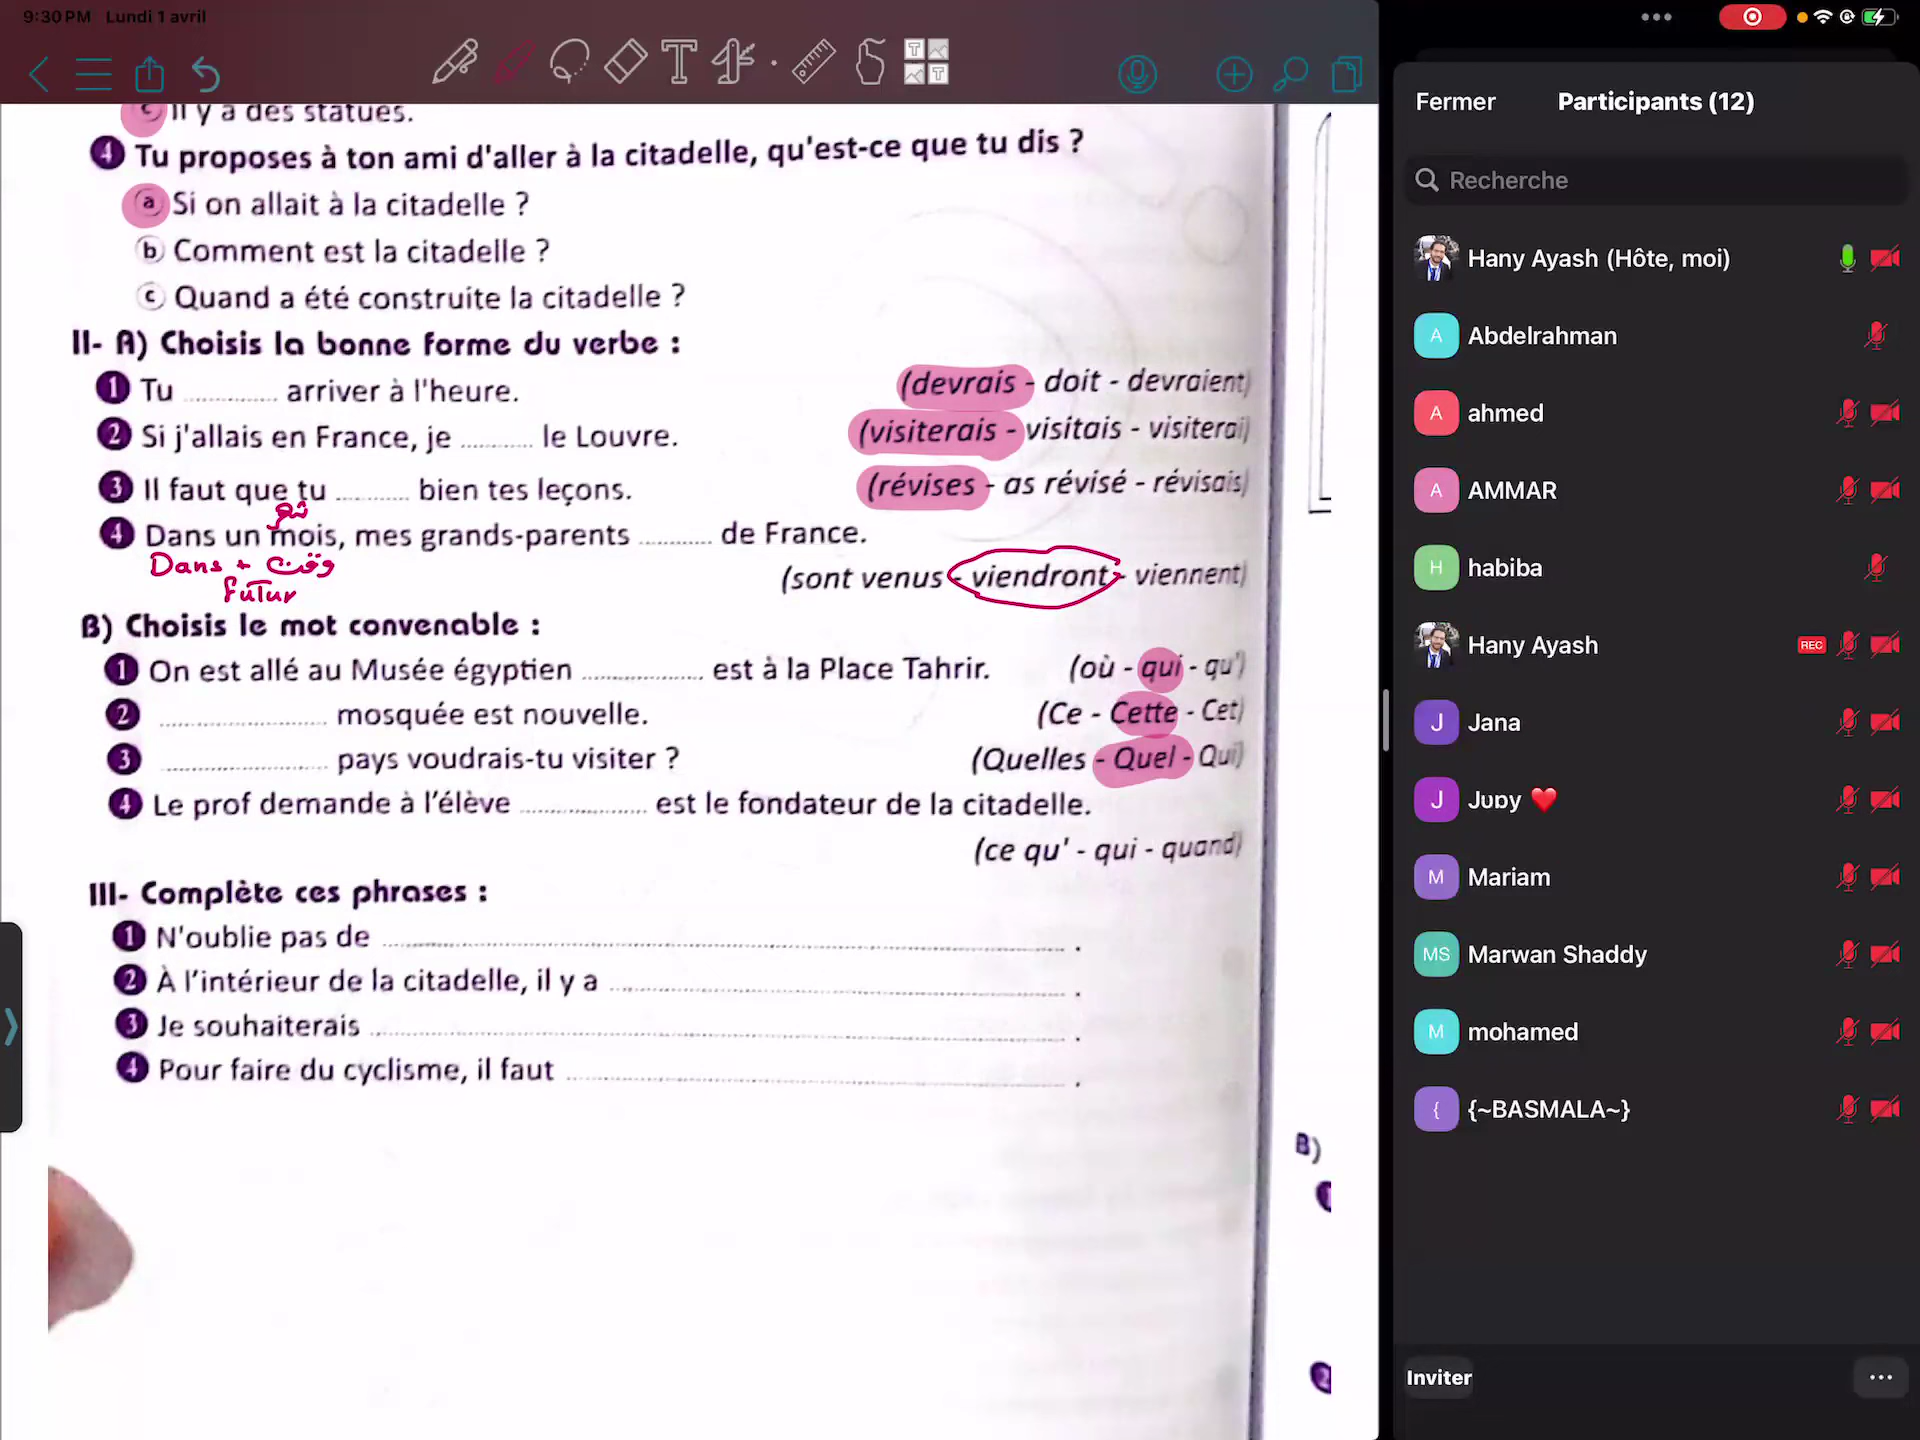 9:30 PM Lundi 1 avril
c Il y a des statues.
4 Tu proposes à ton ami d'aller à la citadelle, qu'est-ce que tu dis ?
a Si on allait à la citadelle ?
b Comment est la citadelle ?
c Quand a été construite la citadelle ?
II- A) Choisis la bonne forme du verbe :
1 Tu ............ arriver à l'heure. (devrais - doit - devraient)
2 Si j'allais en France, je .......... le Louvre. (visiterais - visitais - visiterai)
3 Il faut que tu .......... bien tes leçons. (révises - as révisé - révisais)
شهر
4 Dans un mois, mes grands-parents .......... de France.
Dans + وقت
futur
(sont venus - viendront - viennent)
B) Choisis le mot convenable :
1 On est allé au Musée égyptien ................ est à la Place Tahrir. (où - qui - qu')
2 ...................... mosquée est nouvelle. (Ce - Cette - Cet)
3 ...................... pays voudrais-tu visiter ? (Quelles - Quel - Qui)
4 Le prof demande à l'élève ................ est le fondateur de la citadelle.
(ce qu' - qui - quand)
III- Complète ces phrases :
1 N'oublie pas de ................................ .
2 À l'intérieur de la citadelle, il y a ................................ .
3 Je souhaiterais ................................ .
4 Pour faire du cyclisme, il faut ................................ .
B)
1
2
Fermer Participants (12)
Recherche
Hany Ayash (Hôte, moi)
A Abdelrahman
A ahmed
A AMMAR
H habiba
Hany Ayash REC
J Jana
J Juрy ❤️
M Mariam
MS Marwan Shaddy
M mohamed
{ {~BASMALA~}
Inviter